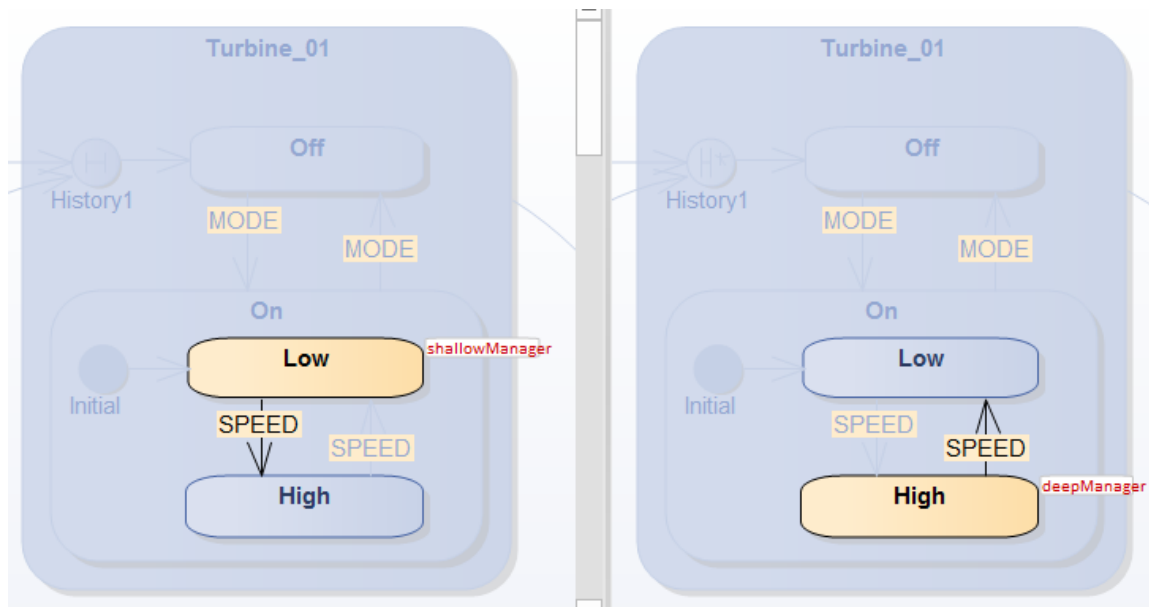 Turbine_01
Off
H
History1
MODE
MODE
On
Low
shallowManager
Initial
SPEED
SPEED
High
Turbine_01
Off
H*
History1
MODE
MODE
On
Low
Initial
SPEED
SPEED
High
deepManager